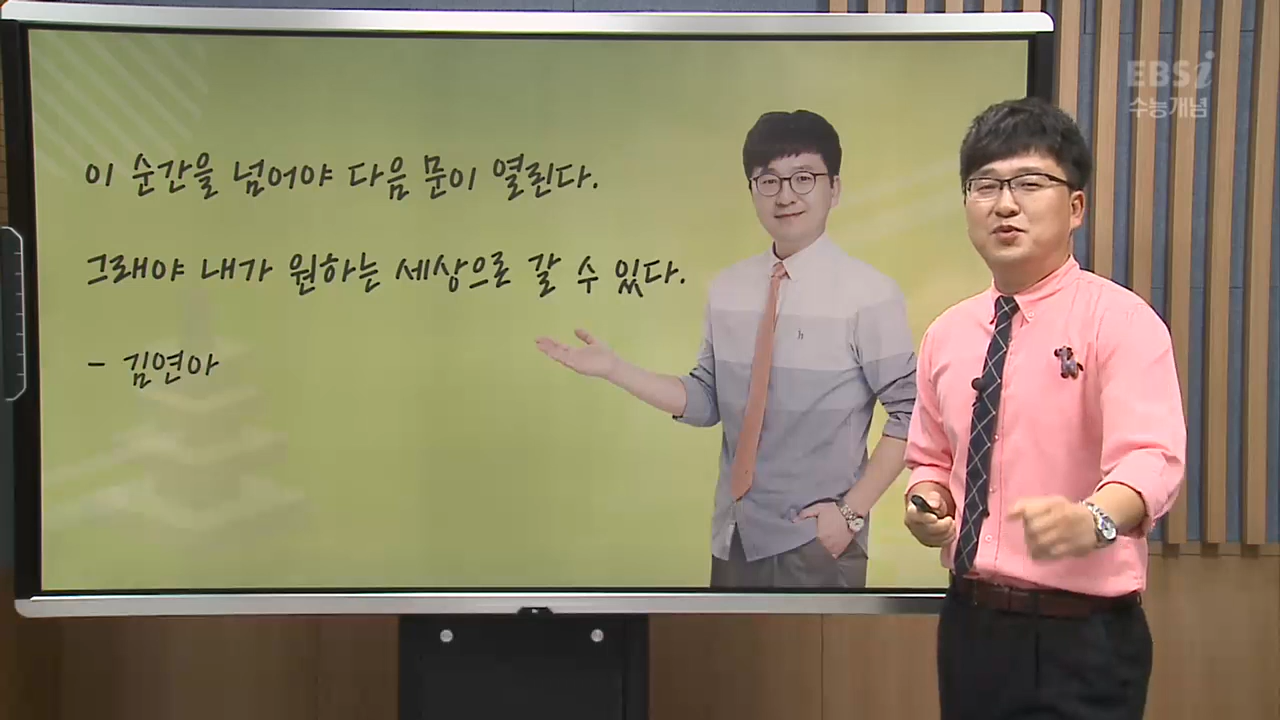 EBSi
수능개념
이 순간을 넘어야 다음 문이 열린다.
그래야 내가 원하는 세상으로 갈 수 있다.
- 김연아
h